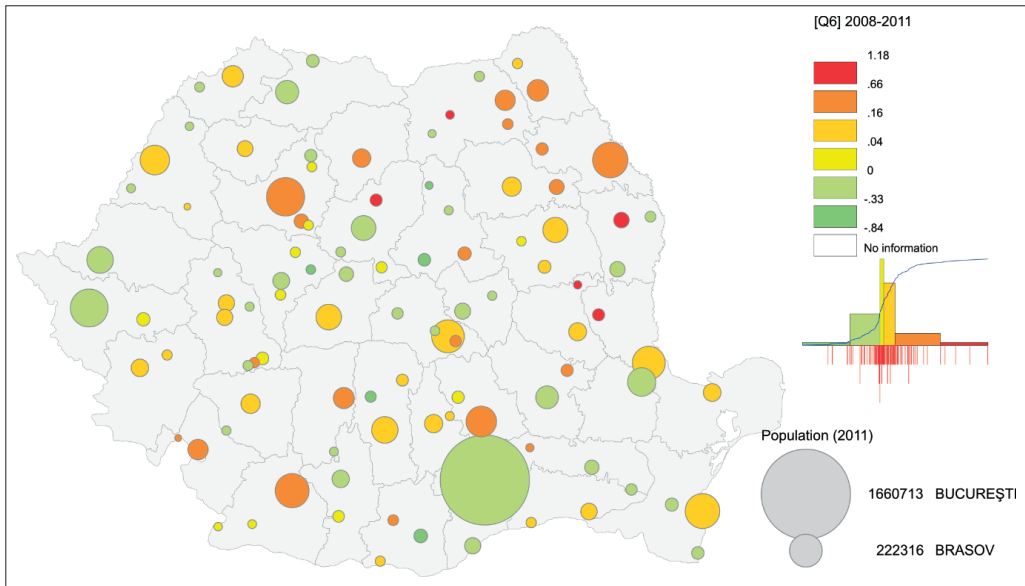 [Q6] 2008-2011
1.18
.66
.16
.04
0
-.33
-.84
No information
Population (2011)
1660713 BUCUREŞTI
222316 BRASOV